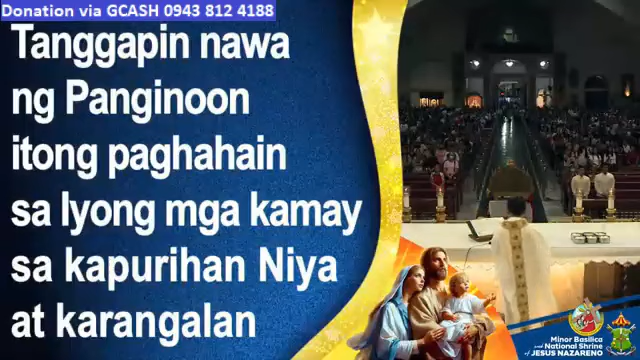 Donation via GCASH 0943 812 4188
Tanggapin nawa
ng Panginoon
itong paghahain
sa Iyong mga kamay
sa kapurihan Niya
at karangalan
Minor Basilica
and National Shrine
of JESUS NAZARENO